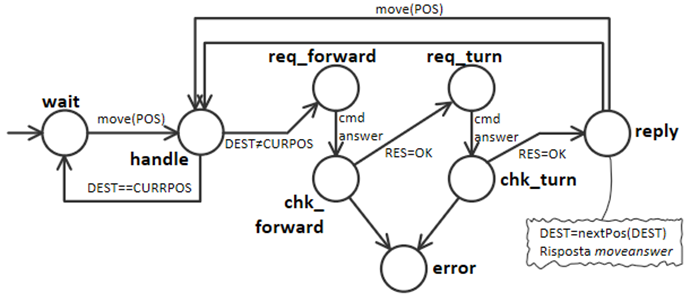 move(POS)
req_forward
req_turn
wait
move(POS)
cmd
answer
cmd
answer
reply
handle
DEST≠CURPOS
RES=OK
RES=OK
DEST==CURRPOS
chk_
forward
chk_turn
DEST=nextPos(DEST)
Risposta moveanswer
error